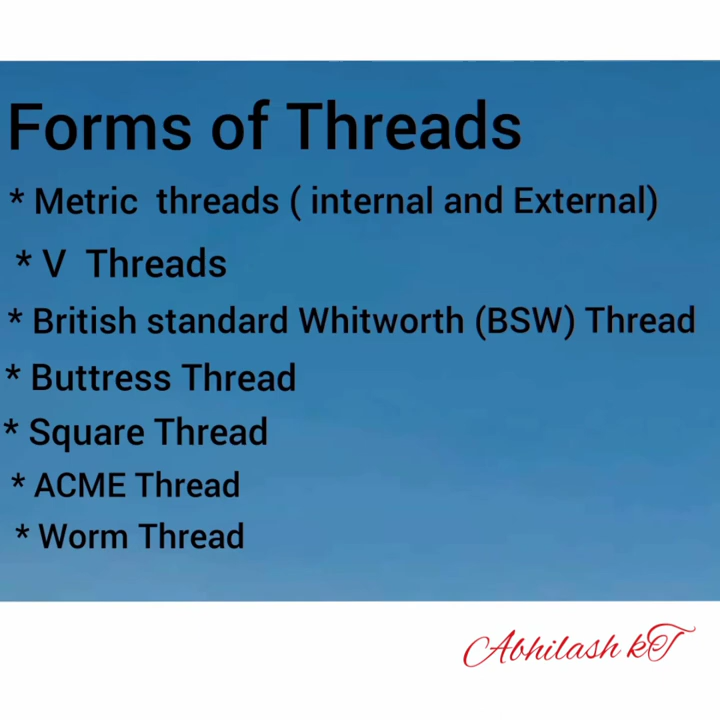 Forms of Threads
* Metric threads ( internal and External)
* V Threads
* British standard Whitworth (BSW) Thread
* Buttress Thread
* Square Thread
* ACME Thread
* Worm Thread
Abhilash kT